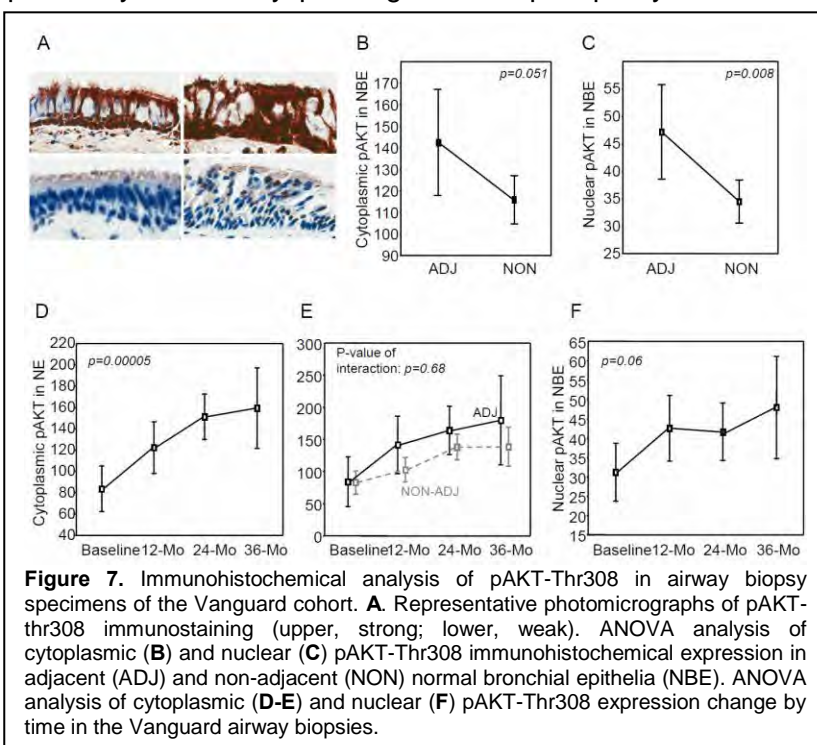 A
B
C
p=0.051
p=0.008
170
160
150
140
130
120
110
100
90
Cytoplasmic pAKT in NBE
ADJ
NON
55
50
45
40
35
30
25
Nuclear pAKT in NBE
ADJ
NON
D
E
F
220
200
180
160
140
120
100
80
60
40
Cytoplasmic pAKT in NE
p=0.00005
Baseline 12-Mo 24-Mo 36-Mo
300
250
200
150
100
50
0
P-value of
interaction: p=0.68
ADJ
NON-ADJ
Baseline 12-Mo 24-Mo 36-Mo
65
60
55
50
45
40
35
30
25
20
15
Nuclear pAKT in NBE
p=0.06
Baseline 12-Mo 24-Mo 36-Mo
Figure 7. Immunohistochemical analysis of pAKT-Thr308 in airway biopsy
specimens of the Vanguard cohort. A. Representative photomicrographs of pAKT-
thr308 immunostaining (upper, strong; lower, weak). ANOVA analysis of
cytoplasmic (B) and nuclear (C) pAKT-Thr308 immunohistochemical expression in
adjacent (ADJ) and non-adjacent (NON) normal bronchial epithelia (NBE). ANOVA
analysis of cytoplasmic (D-E) and nuclear (F) pAKT-Thr308 expression change by
time in the Vanguard airway biopsies.